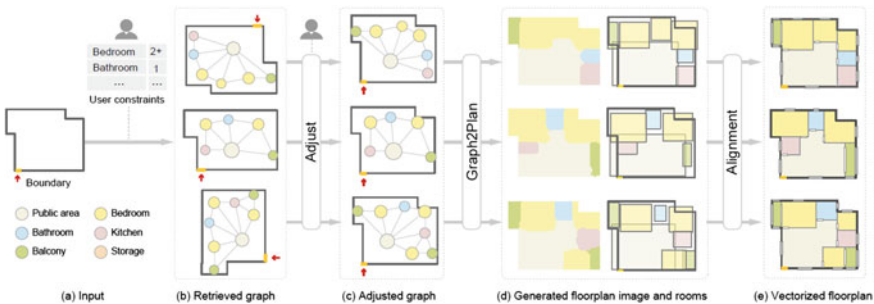 Bedroom 2+
Bathroom 1
... ...
User constraints
Boundary
Public area
Bedroom
Bathroom
Kitchen
Balcony
Storage
Adjust
Graph2Plan
Alignment
(a) Input
(b) Retrieved graph
(c) Adjusted graph
(d) Generated floorplan image and rooms
(e) Vectorized floorplan